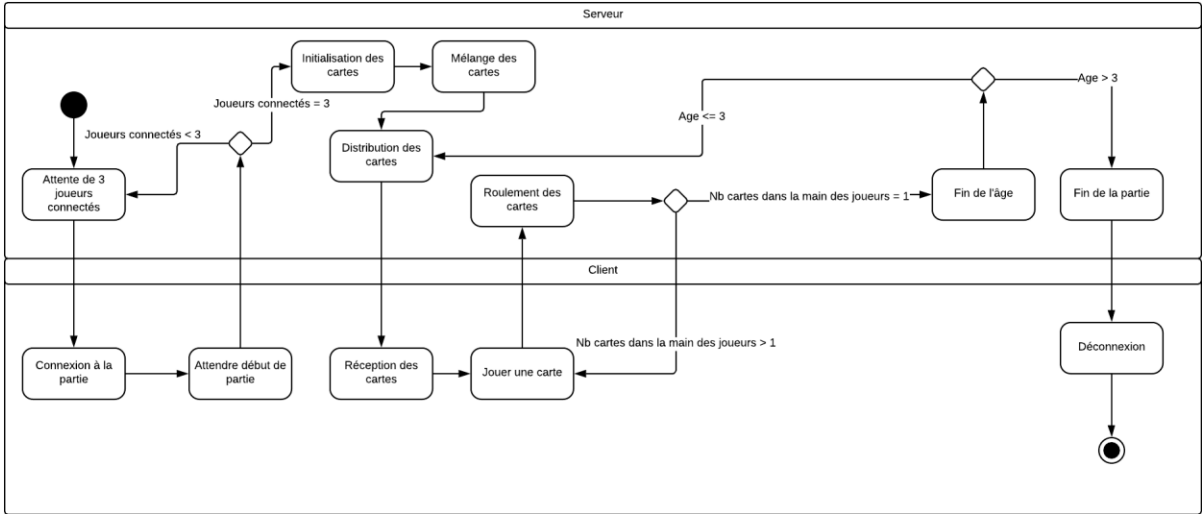 Serveur
Initialisation des
cartes
Mélange des
cartes
Joueurs connectés = 3
Joueurs connectés < 3
Age > 3
Age <= 3
Distribution des
cartes
Attente de 3
joueurs
connectés
Roulement des
cartes
Nb cartes dans la main des joueurs = 1
Fin de l'âge
Fin de la partie
Client
Nb cartes dans la main des joueurs > 1
Connexion à la
partie
Attendre début de
partie
Réception des
cartes
Jouer une carte
Déconnexion